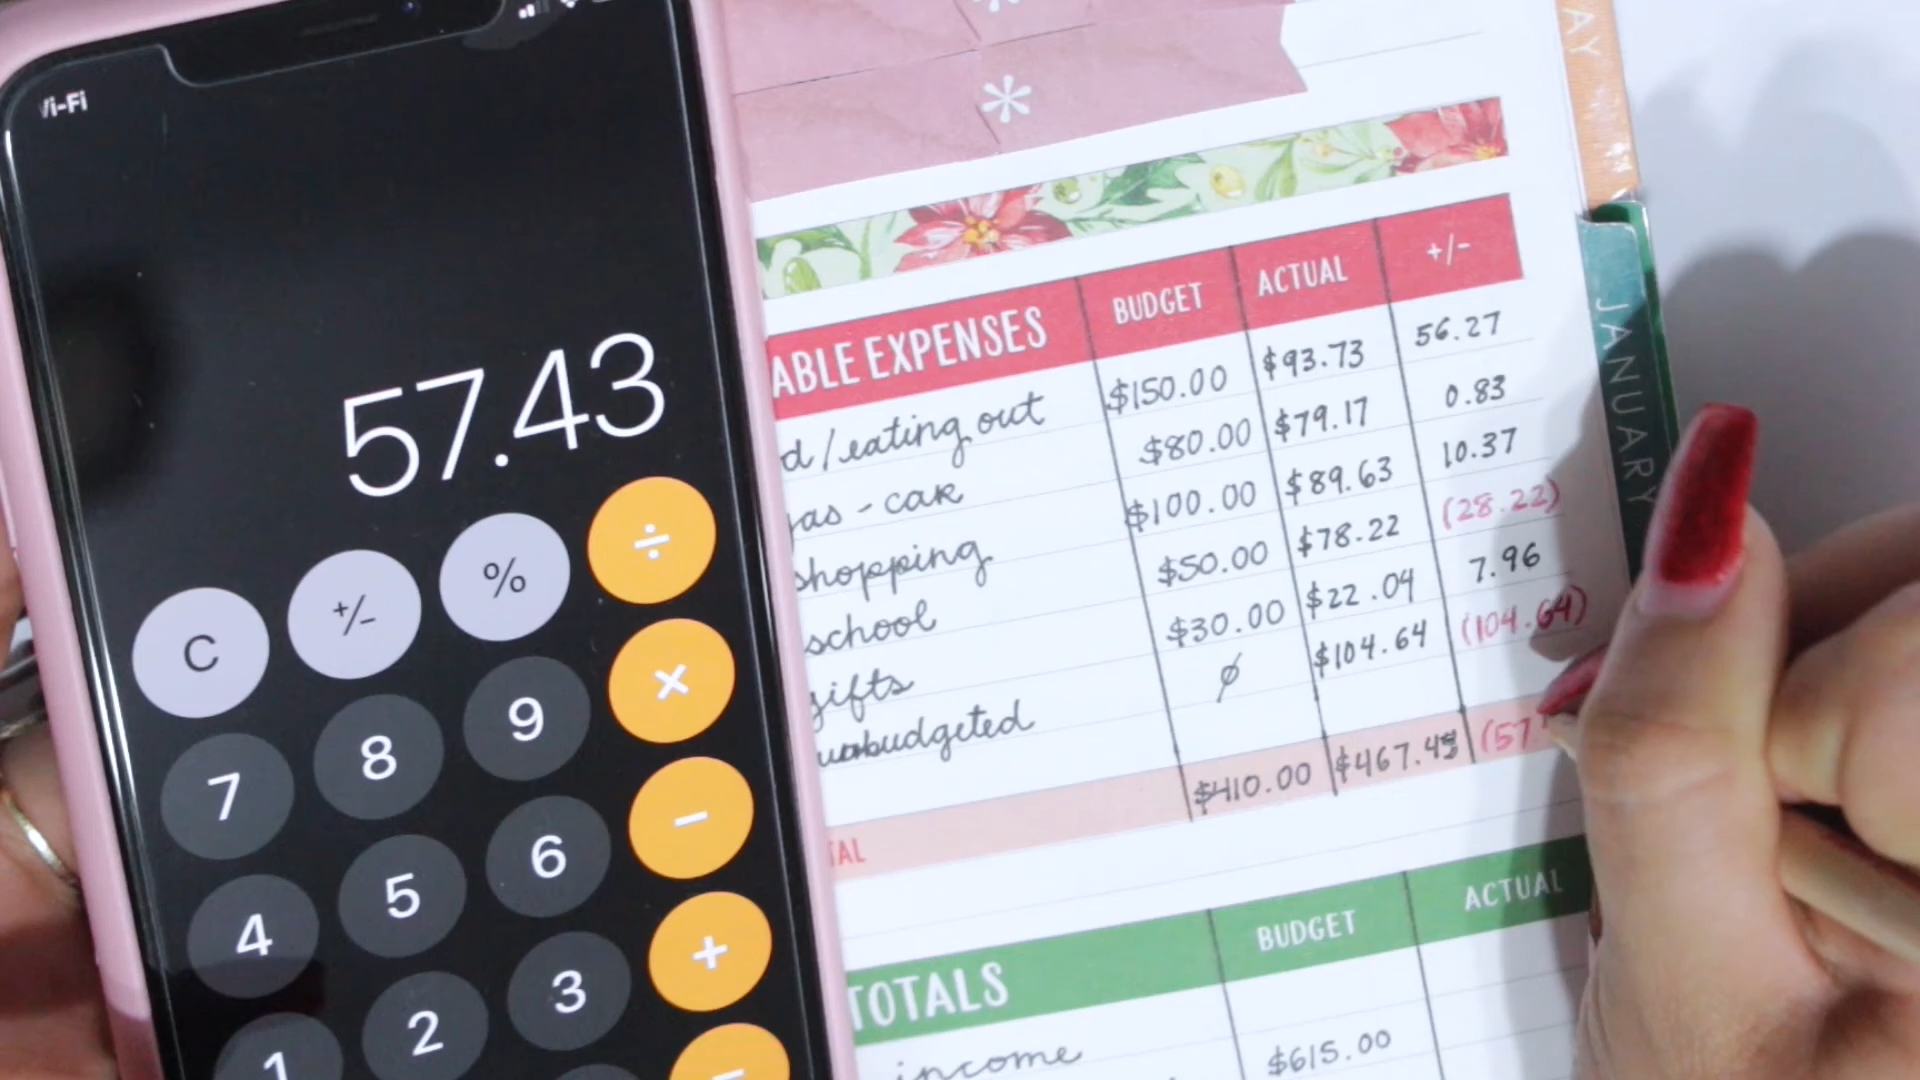 i-Fi
57.43
C +/- % ÷
7 8 9 ×
4 5 6 −
1 2 3 +
AY
JANUARY
ABLE EXPENSES BUDGET ACTUAL +/-
d/eating out $150.00 $93.73 56.27
as - car $80.00 $79.17 0.83
shopping $100.00 $89.63 10.37
school $50.00 $78.22 (28.22)
gifts $30.00 $22.04 7.96
unbudgeted ∅ $104.64 (104.64)
TAL $410.00 $467.43 (57
TOTALS BUDGET ACTUAL
income $615.00